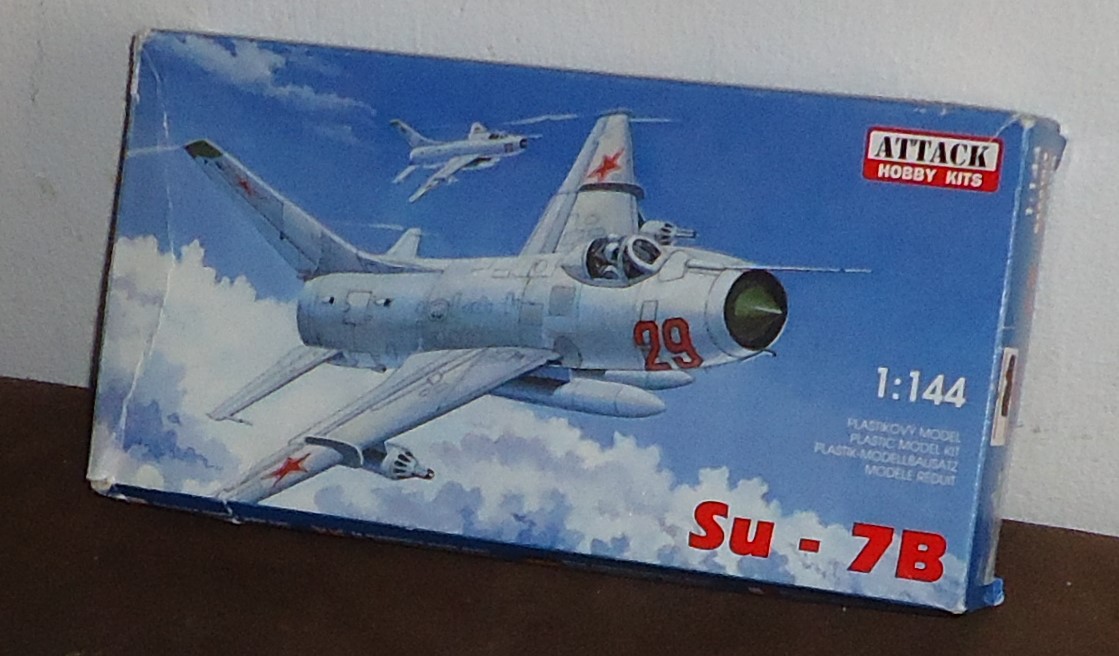 ATTACK
HOBBY KITS
29
1:144
PLASTIKOVÝ MODEL
PLASTIC MODEL KIT
PLASTIK-MODELLBAUSATZ
MODELE REDUIT
Su - 7B